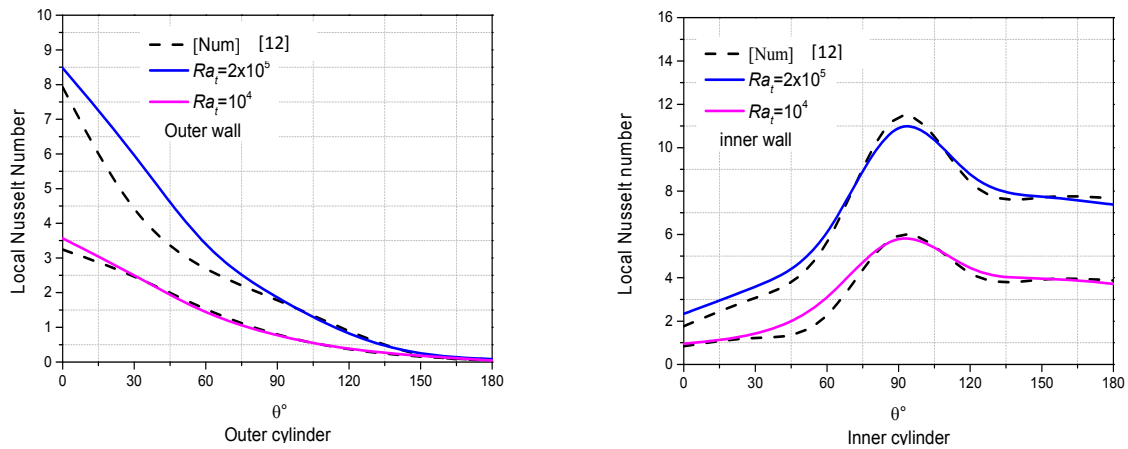 10
9
8
7
6
5
4
3
2
1
0
Local Nusselt Number
[Num] [12]
Ra_t=2x10^5
Ra_t=10^4
Outer wall
0 30 60 90 120 150 180
θ°
Outer cylinder
16
14
12
10
8
6
4
2
0
Local Nusselt number
[Num] [12]
Ra_t=2x10^5
Ra_t=10^4
inner wall
0 30 60 90 120 150 180
θ°
Inner cylinder